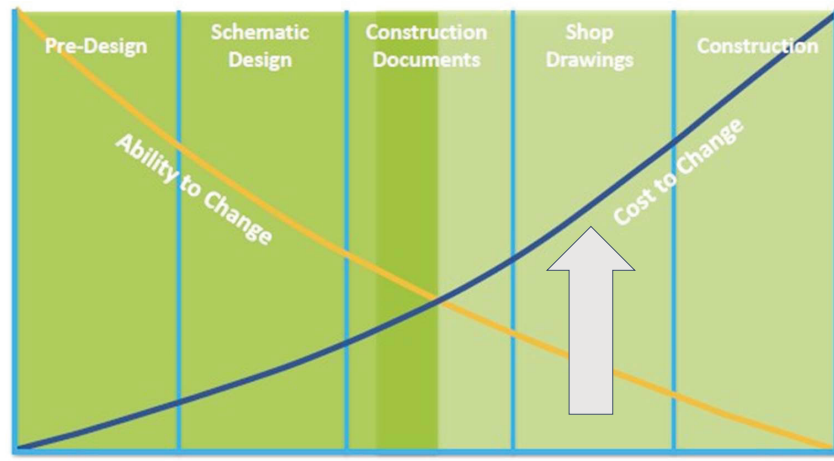 Pre-Design
Schematic
Design
Construction
Documents
Shop
Drawings
Construction
Ability to Change
Cost to Change